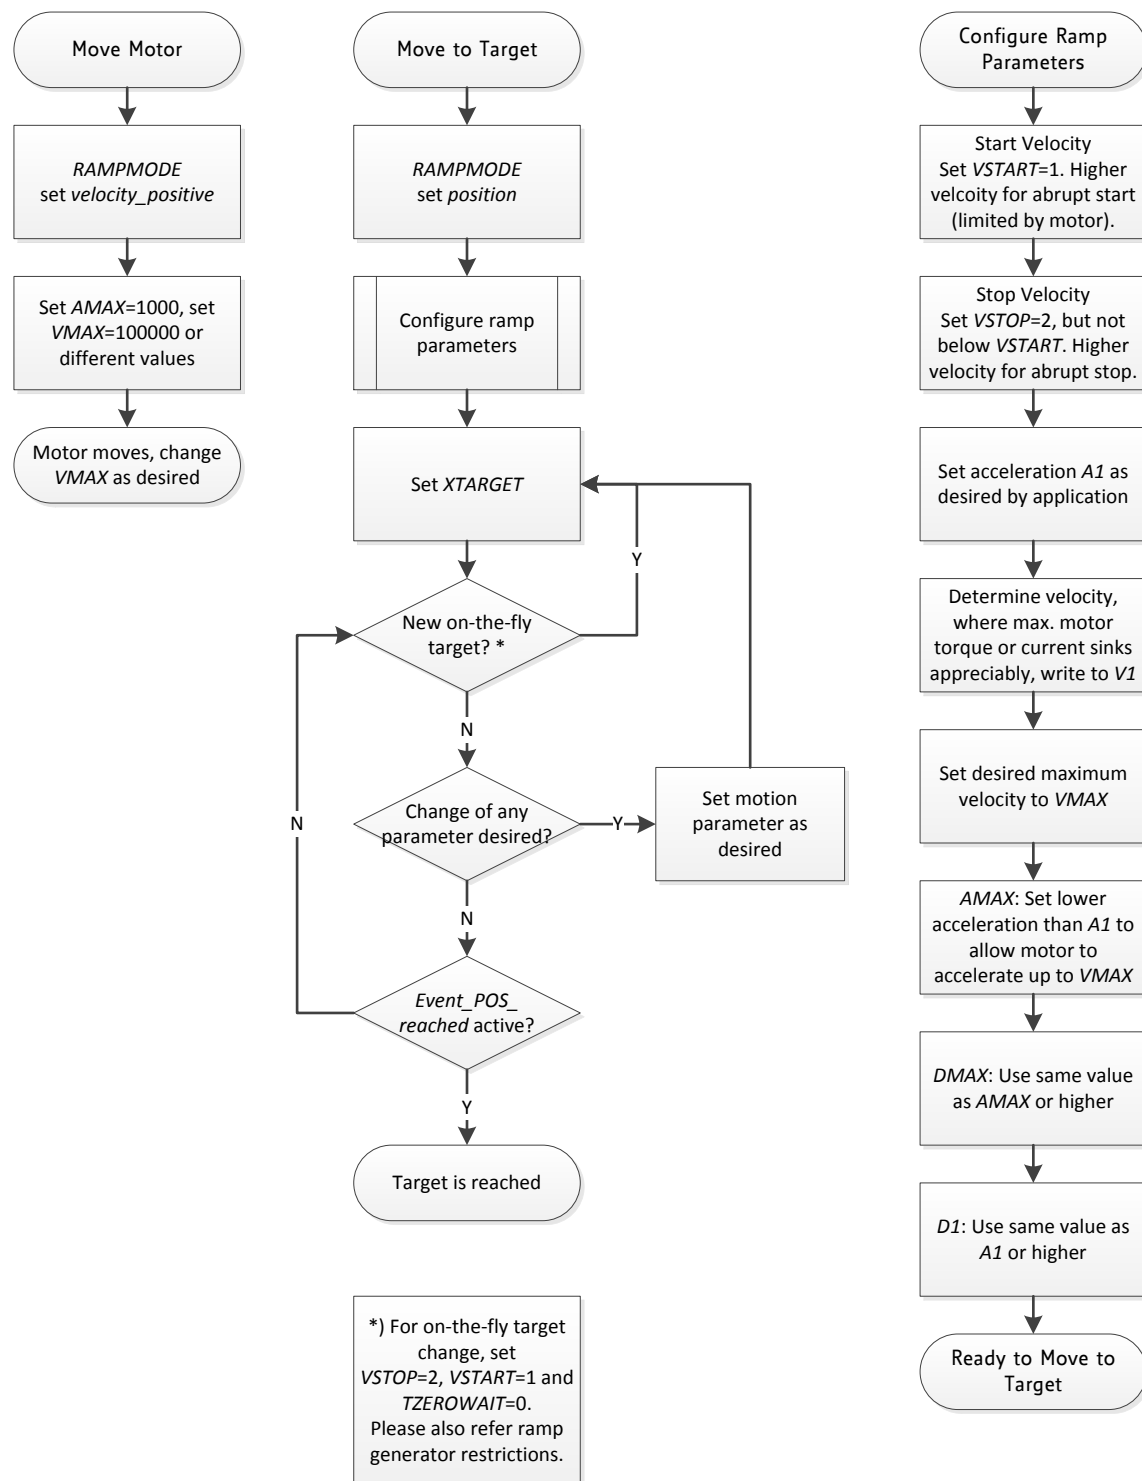 Move Motor
RAMPMODE
set velocity_positive
Set AMAX=1000, set
VMAX=100000 or
different values
Motor moves, change
VMAX as desired
Move to Target
RAMPMODE
set position
Configure ramp
parameters
Set XTARGET
Y
New on-the-fly
target? *
N
N
Change of any
parameter desired?
Y
Set motion
parameter as
desired
N
Event_POS_
reached active?
Y
Target is reached
*) For on-the-fly target
change, set
VSTOP=2, VSTART=1 and
TZEROWAIT=0.
Please also refer ramp
generator restrictions.
Configure Ramp
Parameters
Start Velocity
Set VSTART=1. Higher
velcoity for abrupt start
(limited by motor).
Stop Velocity
Set VSTOP=2, but not
below VSTART. Higher
velocity for abrupt stop.
Set acceleration A1 as
desired by application
Determine velocity,
where max. motor
torque or current sinks
appreciably, write to V1
Set desired maximum
velocity to VMAX
AMAX: Set lower
acceleration than A1 to
allow motor to
accelerate up to VMAX
DMAX: Use same value
as AMAX or higher
D1: Use same value as
A1 or higher
Ready to Move to
Target